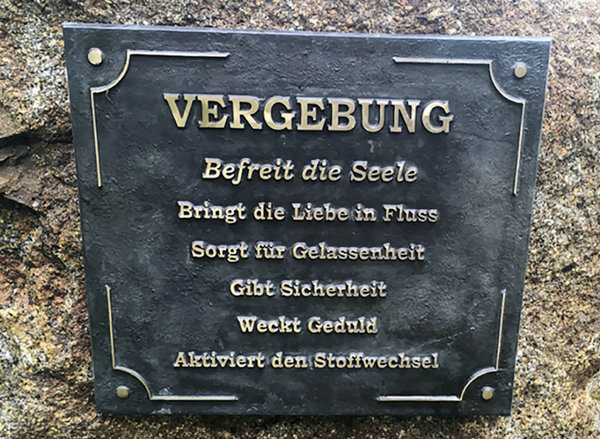 VERGEBUNG
Befreit die Seele
Bringt die Liebe in Fluss
Sorgt für Gelassenheit
Gibt Sicherheit
Weckt Geduld
Aktiviert den Stoffwechsel